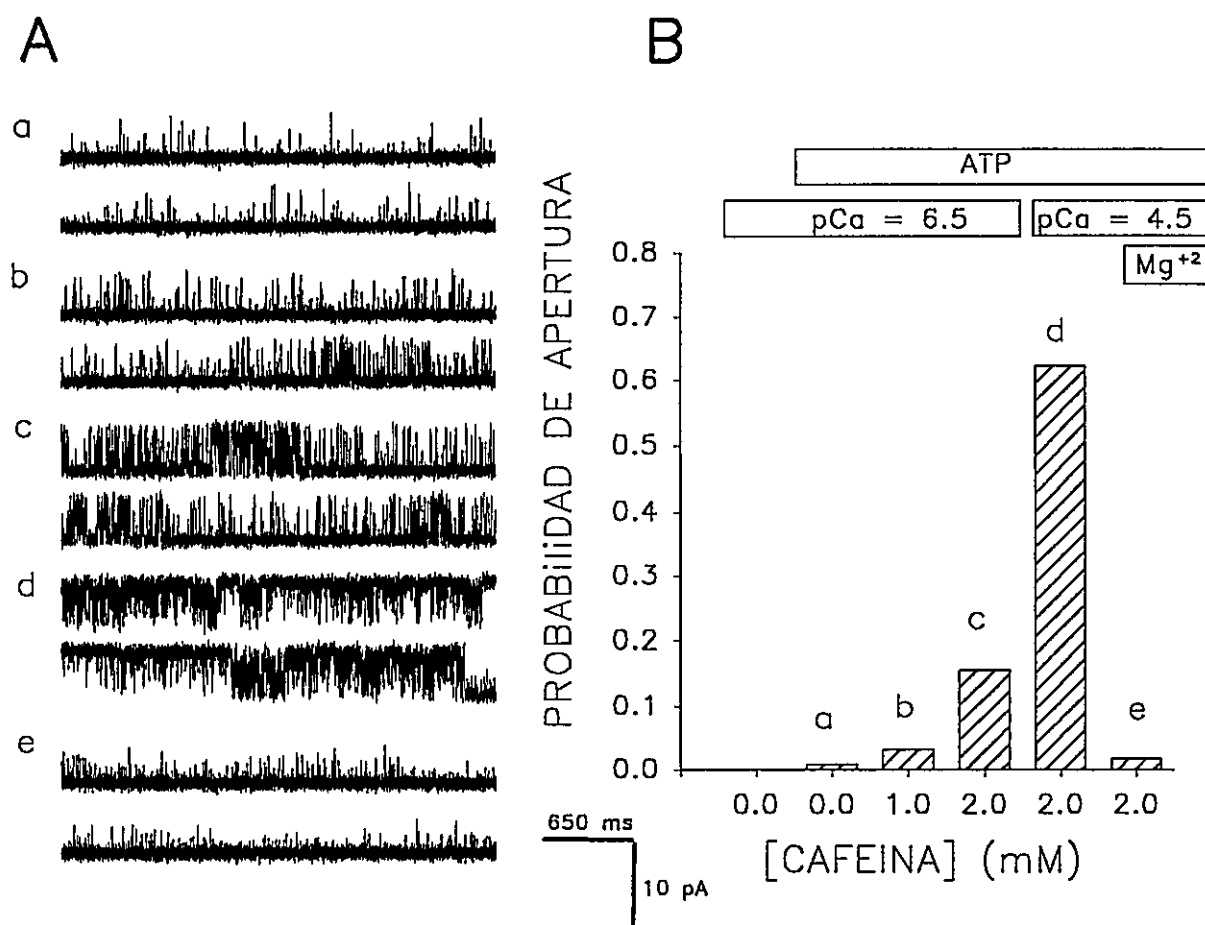 A
a
b
c
d
e
650 ms
10 pA
B
ATP
pCa = 6.5
pCa = 4.5
Mg⁺²
PROBABiliDAD DE APERTURA
0.8
0.7
0.6
0.5
0.4
0.3
0.2
0.1
0.0
a
b
c
d
e
0.0 0.0 1.0 2.0 2.0 2.0
[CAFEINA] (mM)